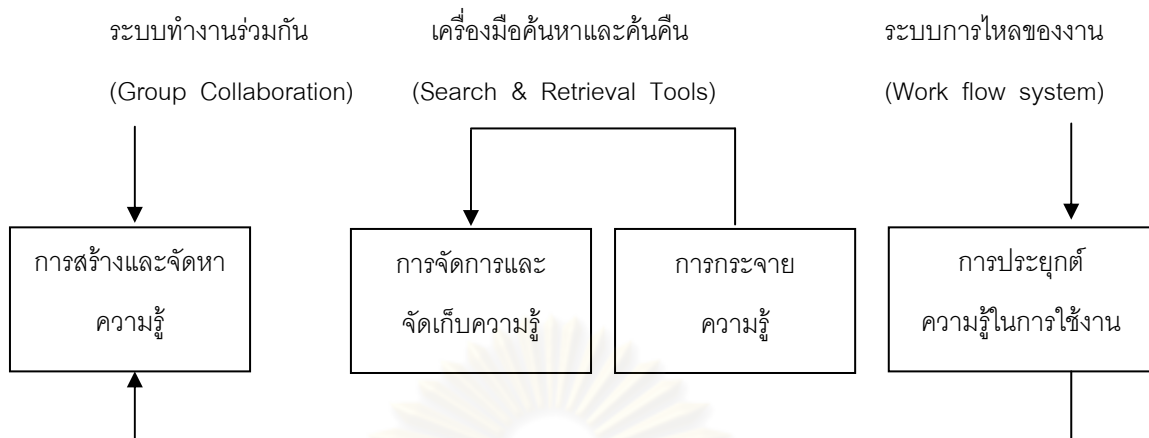 ระบบทำงานร่วมกัน
(Group Collaboration)
เครื่องมือค้นหาและค้นคืน
(Search & Retrieval Tools)
ระบบการไหลของงาน
(Work flow system)
การสร้างและจัดหา
ความรู้
การจัดการและ
จัดเก็บความรู้
การกระจาย
ความรู้
การประยุกต์
ความรู้ในการใช้งาน